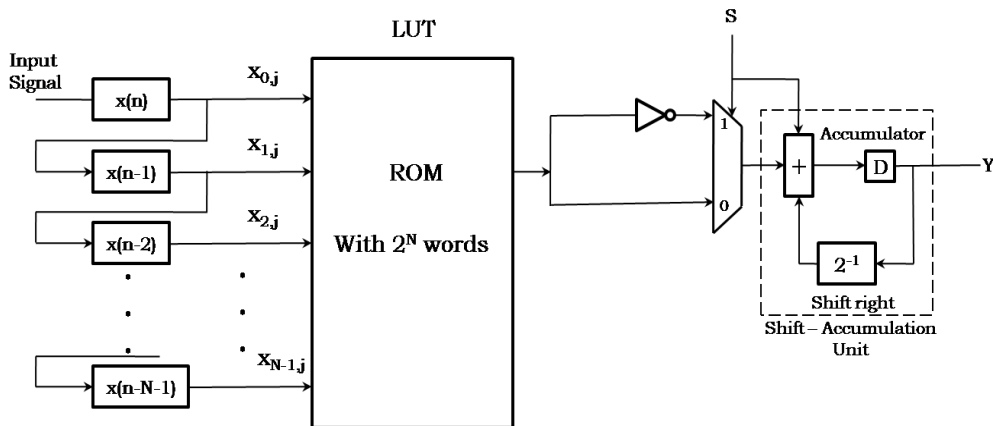 LUT
S
Input
Signal
x(n)
x0,j
x(n-1)
x1,j
x(n-2)
x2,j
x(n-N-1)
xN-1,j
ROM
With 2^N words
1
0
Accumulator
+
D
Y
2^-1
Shift right
Shift – Accumulation
Unit